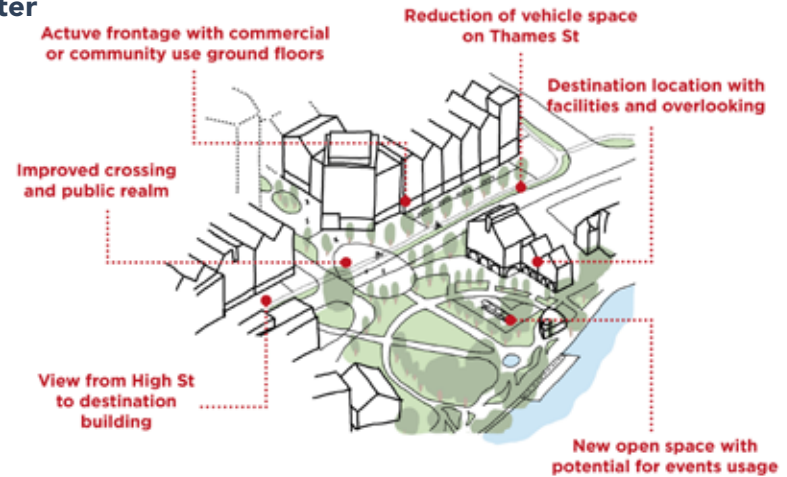 ter
Actuve frontage with commercial
or community use ground floors
Reduction of vehicle space
on Thames St
Destination location with
facilities and overlooking
Improved crossing
and public realm
View from High St
to destination
building
New open space with
potential for events usage